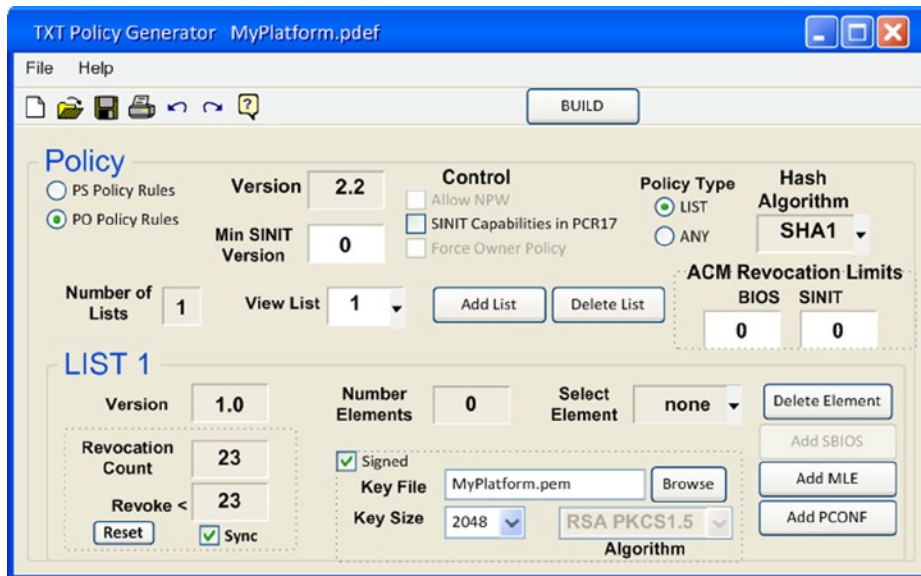 TXT Policy Generator MyPlatform.pdef
File Help
BUILD
Policy
PS Policy Rules
PO Policy Rules
Version 2.2
Min SINIT
Version
0
Control
Allow NPW
SINIT Capabilities in PCR17
Force Owner Policy
Policy Type
LIST
ANY
Hash
Algorithm
SHA1
ACM Revocation Limits
BIOS SINIT
0 0
Number of
Lists
1
View List 1
Add List
Delete List
LIST 1
Version 1.0
Number
Elements
0
Select
Element
none
Delete Element
Add SBIOS
Add MLE
Add PCONF
Revocation
Count
23
Revoke < 23
Reset
Sync
Signed
Key File MyPlatform.pem Browse
Key Size 2048 RSA PKCS1.5
Algorithm